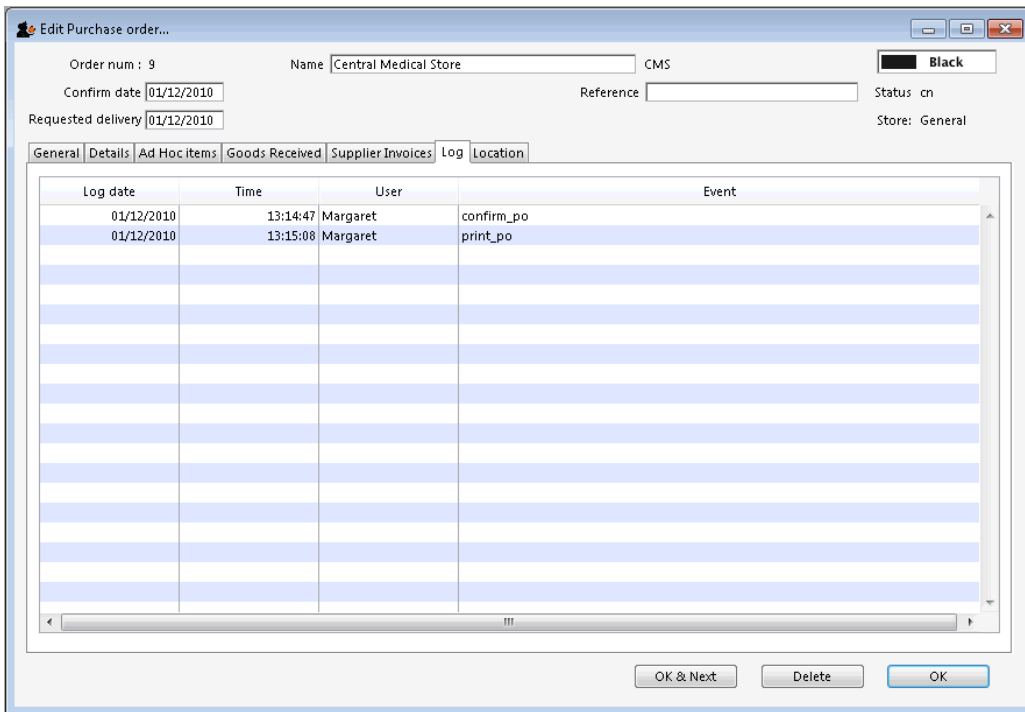 Edit Purchase order...
Order num : 9 Name Central Medical Store CMS Black
Confirm date 01/12/2010 Reference Status cn
Requested delivery 01/12/2010 Store: General
General Details Ad Hoc items Goods Received Supplier Invoices Log Location
Log date Time User Event
01/12/2010 13:14:47 Margaret confirm_po
01/12/2010 13:15:08 Margaret print_po
OK & Next Delete OK